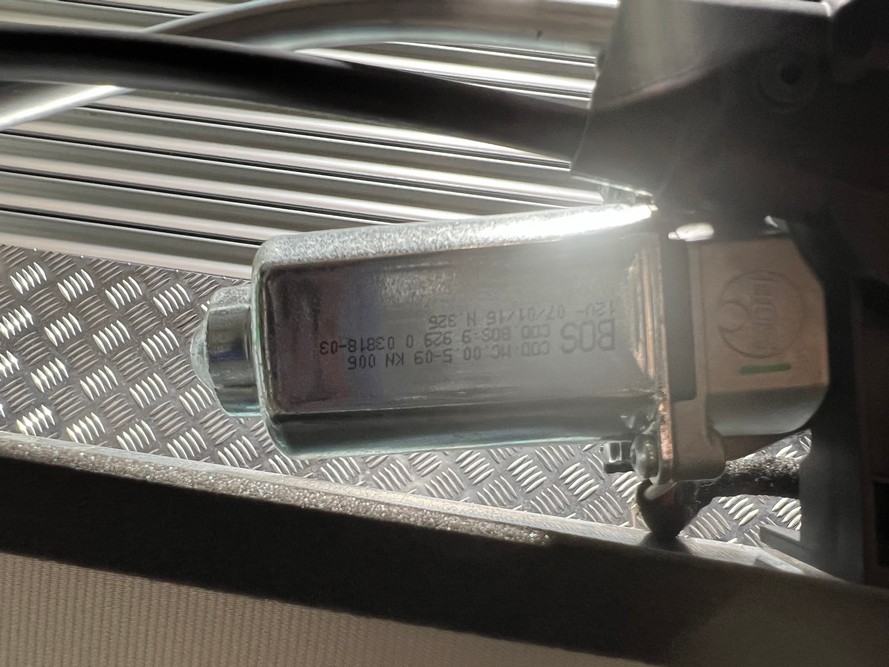 BOS
COD MC.00.5-09 KN 006
COD BOS:9 929 0 03818-03
12V- 07/01/16 N.326